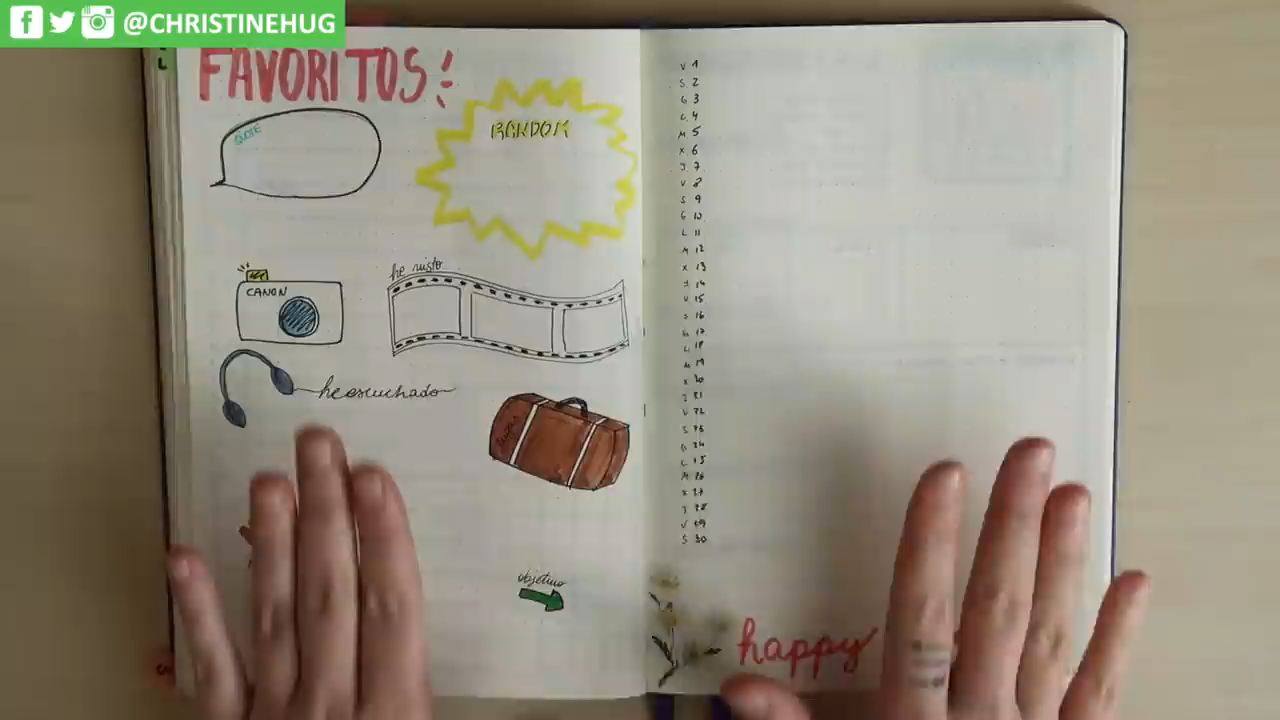 @CHRISTINEHUG
FAVORITOS!
QUOTE
RANDOM
he visto
CANON
he escuchado
objetivo
V 1
S 2
G 3
L 4
M 5
X 6
J 7
V 8
S 9
G 10
L 11
M 12
X 13
J 14
V 15
S 16
G 17
L 18
M 19
X 20
J 21
V 22
S 23
G 24
L 25
M 26
X 27
J 28
V 29
S 30
happy